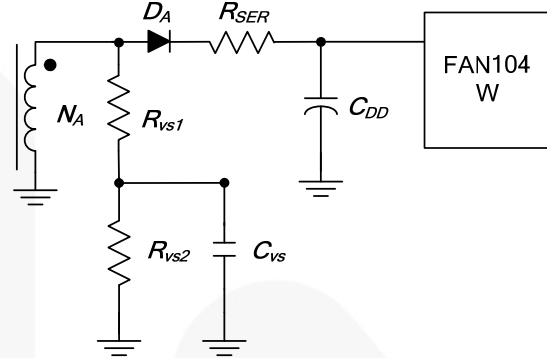 D_A R_SER
FAN104
W
N_A R_vs1 C_DD
R_vs2 C_vs